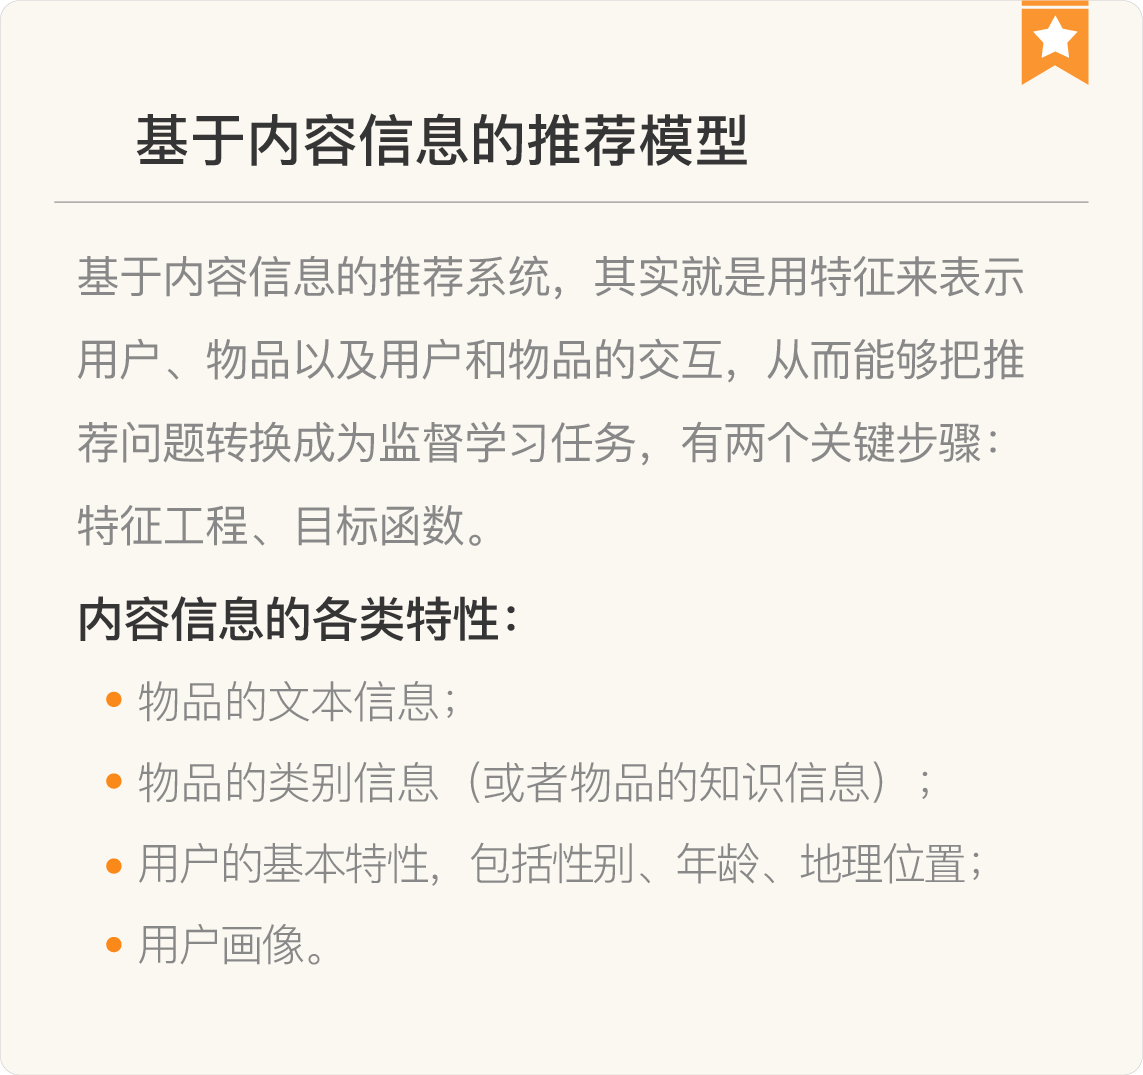 基于内容信息的推荐模型
基于内容信息的推荐系统，其实就是用特征来表示
用户、物品以及用户和物品的交互，从而能够把推
荐问题转换成为监督学习任务，有两个关键步骤：
特征工程、目标函数。
内容信息的各类特性：
• 物品的文本信息；
• 物品的类别信息（或者物品的知识信息）；
• 用户的基本特性，包括性别、年龄、地理位置；
• 用户画像。